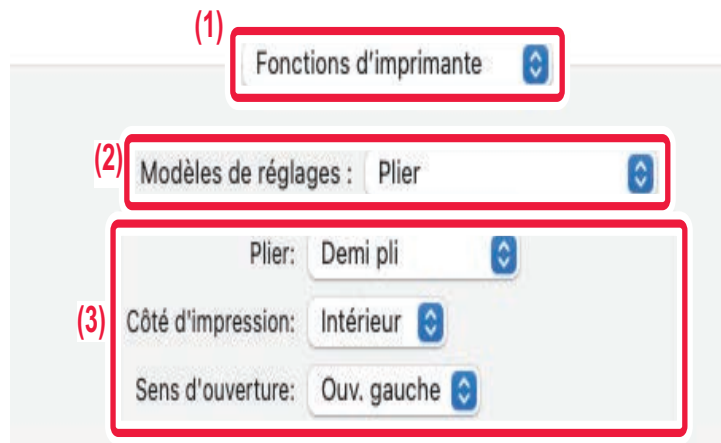 (1)
Fonctions d'imprimante
(2)
Modèles de réglages : Plier
(3)
Plier: Demi pli
Côté d'impression: Intérieur
Sens d'ouverture: Ouv. gauche